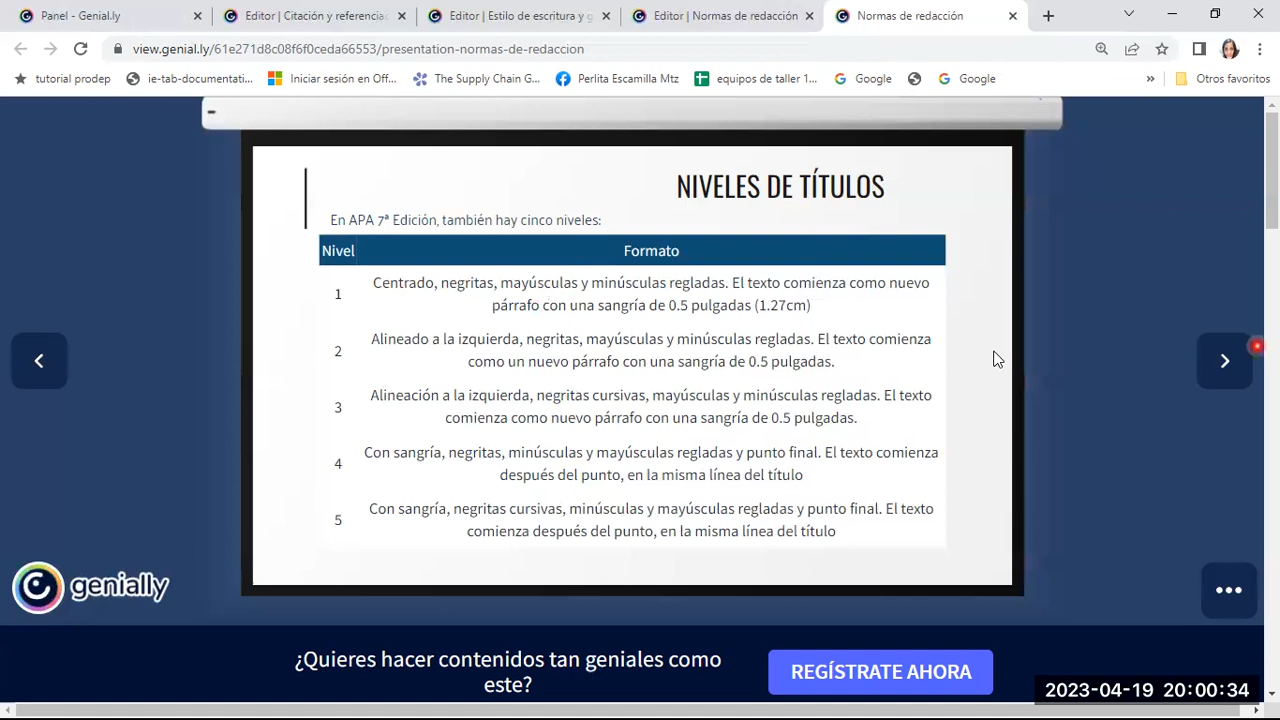 Panel - Genial.ly
Editor | Citación y referencia
Editor | Estilo de escritura y g
Editor | Normas de redacción
Normas de redacción
view.genial.ly/61e271d8c08f6f0ceda66553/presentation-normas-de-redaccion
tutorial prodep
ie-tab-documentati...
Iniciar sesión en Off...
The Supply Chain G...
Perlita Escamilla Mtz
equipos de taller 1...
Google
Google
Otros favoritos
NIVELES DE TÍTULOS
En APA 7ª Edición, también hay cinco niveles:
Nivel Formato
Centrado, negritas, mayúsculas y minúsculas regladas. El texto comienza como nuevo
1
párrafo con una sangría de 0.5 pulgadas (1.27cm)
Alineado a la izquierda, negritas, mayúsculas y minúsculas regladas. El texto comienza
2
como un nuevo párrafo con una sangría de 0.5 pulgadas.
Alineación a la izquierda, negritas cursivas, mayúsculas y minúsculas regladas. El texto
3
comienza como nuevo párrafo con una sangría de 0.5 pulgadas.
Con sangría, negritas, minúsculas y mayúsculas regladas y punto final. El texto comienza
4
después del punto, en la misma línea del título
Con sangría, negritas cursivas, minúsculas y mayúsculas regladas y punto final. El texto
5
comienza después del punto, en la misma línea del título
genially
¿Quieres hacer contenidos tan geniales como
este?
REGÍSTRATE AHORA
2023-04-19 20:00:34